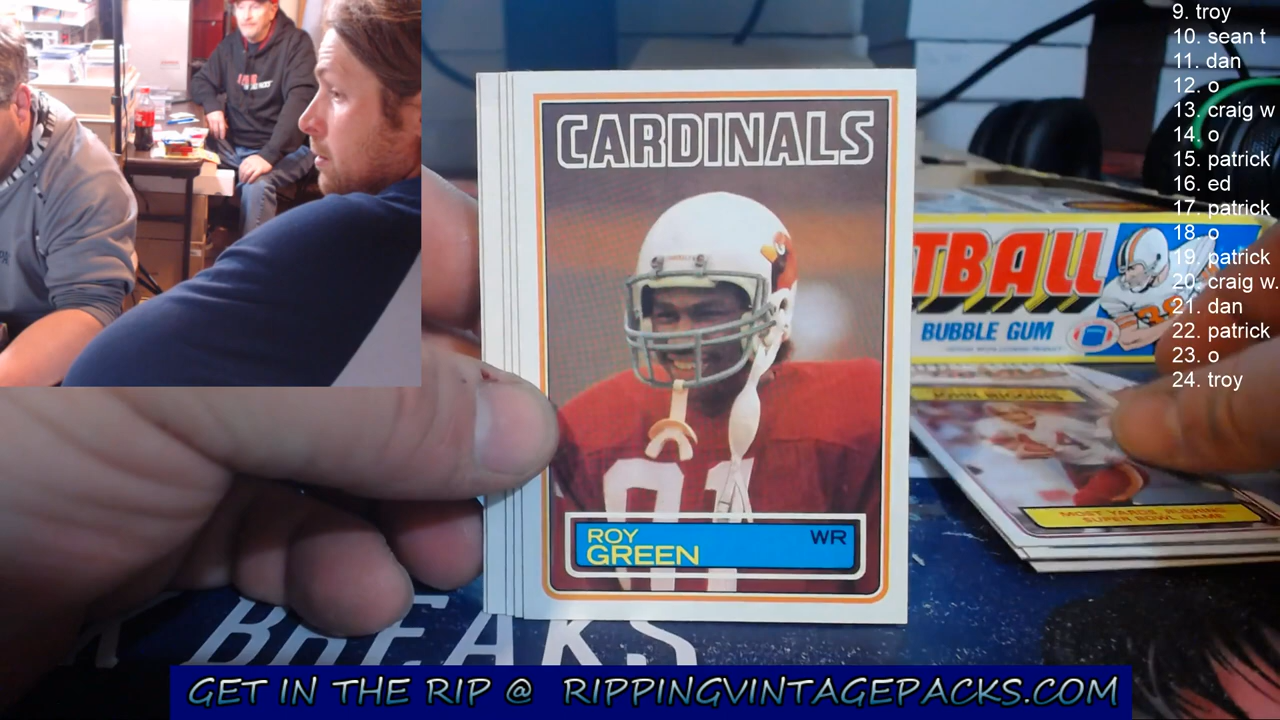 9. troy
10. sean t
11. dan
12. o
13. craig w
14. o
15. patrick
16. ed
17. patrick
18. o
19. patrick
20. craig w.
21. dan
22. patrick
23. o
24. troy
CARDINALS
ROY
GREEN
WR
TBALL
BUBBLE GUM
MOST YARDS, RUSHING
SUPER BOWL GAME
BREAKS
GET IN THE RIP @ RIPPINGVINTAGEPACKS.COM